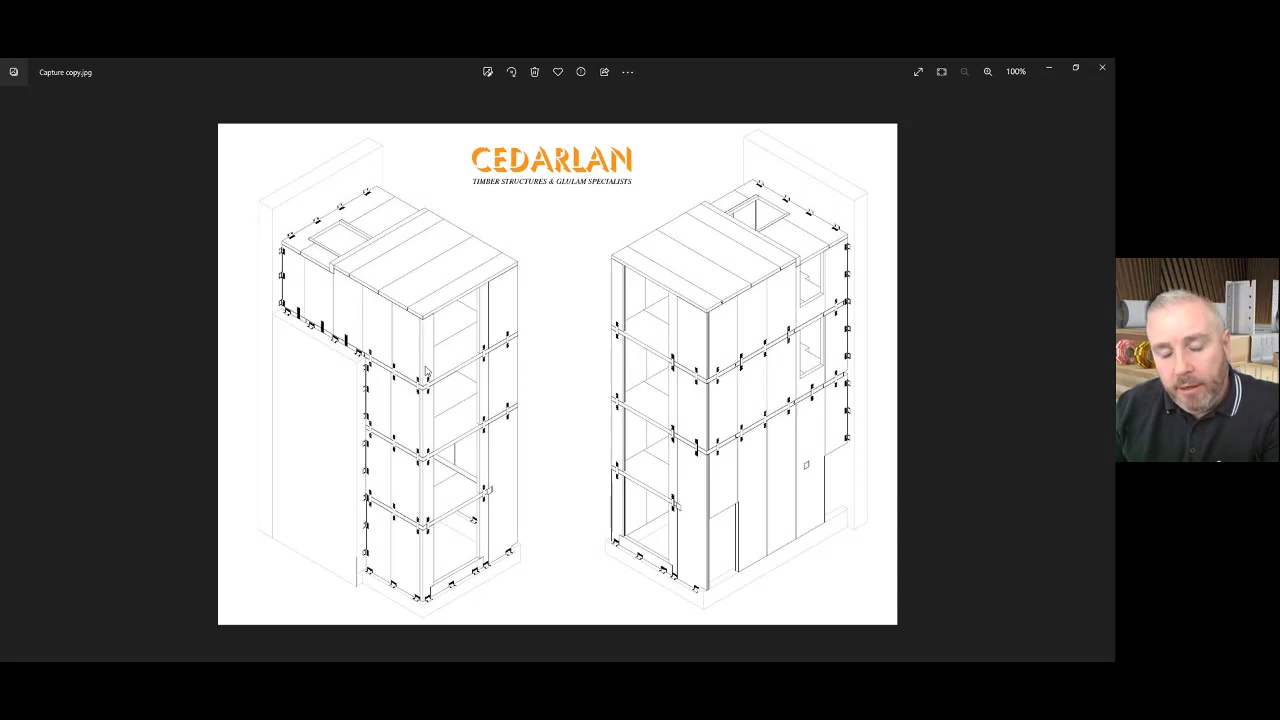 Capture copy.jpg
100%
CEDARLAN
TIMBER STRUCTURES & GLULAM SPECIALISTS